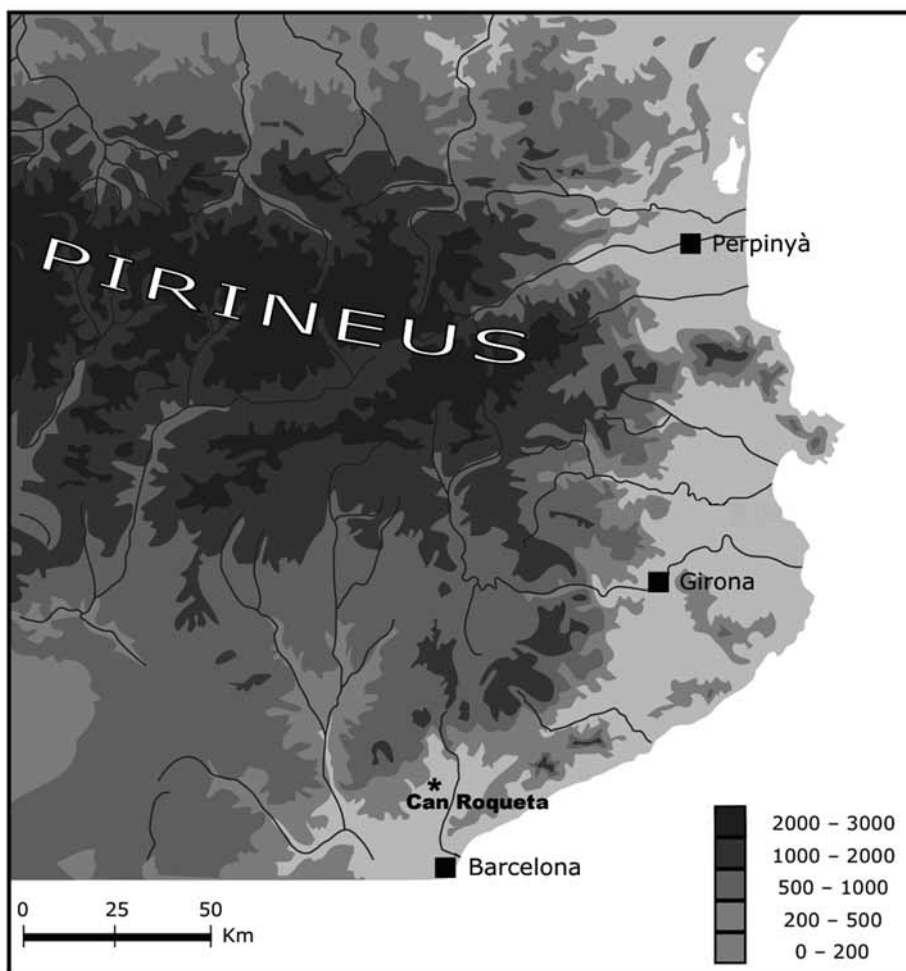 PIRINEUS
Perpinyà
Girona
*
Can Roqueta
Barcelona
0 25 50
Km
2000 – 3000
1000 – 2000
500 – 1000
200 – 500
0 – 200